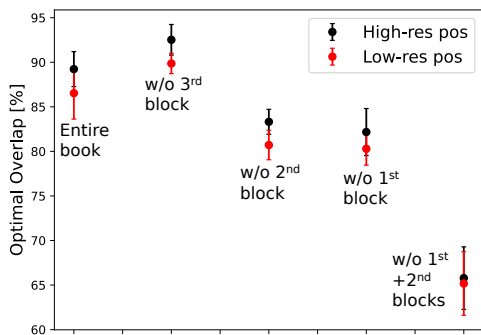 Optimal Overlap [%]
95
90
85
80
75
70
65
60
High-res pos
Low-res pos
Entire
book
w/o 3rd
block
w/o 2nd
block
w/o 1st
block
w/o 1st
+2nd
blocks